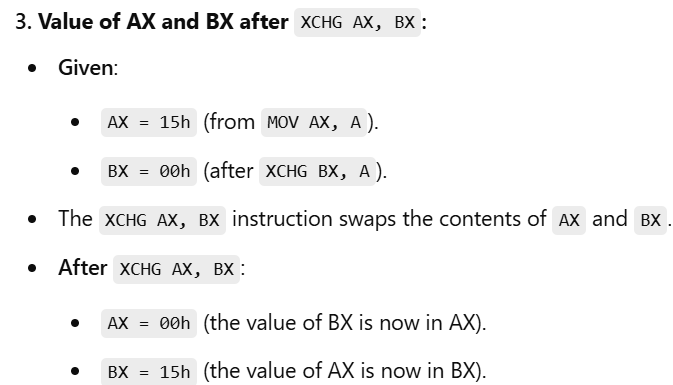 3. Value of AX and BX after XCHG AX, BX :
• Given:
• AX = 15h (from MOV AX, A ).
• BX = 00h (after XCHG BX, A ).
• The XCHG AX, BX instruction swaps the contents of AX and BX .
• After XCHG AX, BX :
• AX = 00h (the value of BX is now in AX).
• BX = 15h (the value of AX is now in BX).